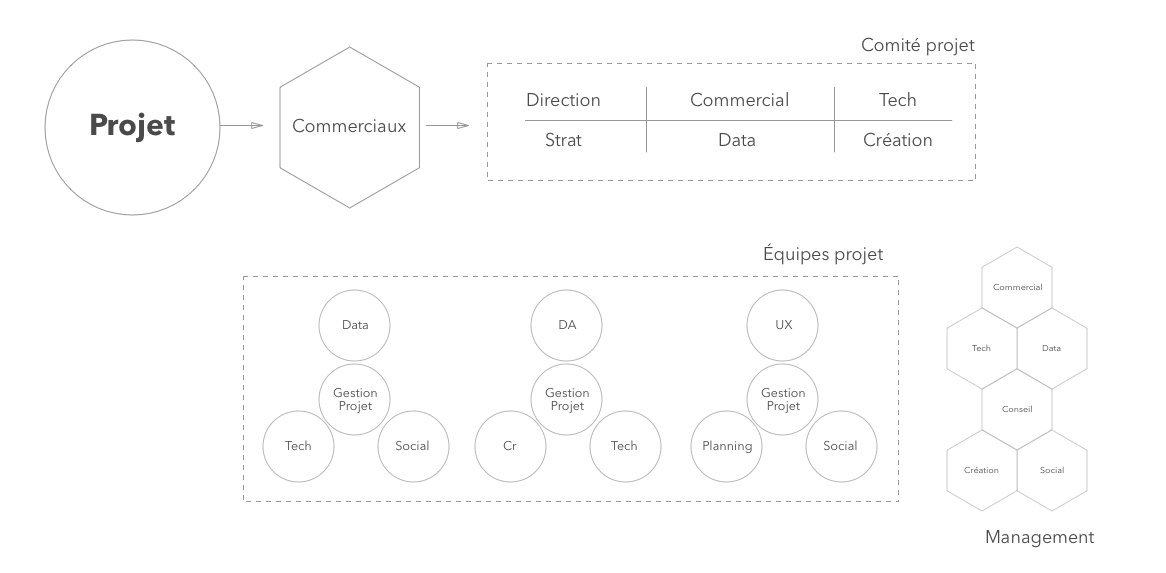 Comité projet
Projet
Commerciaux
Direction Commercial Tech
Strat Data Création
Équipes projet
Data
Gestion
Projet
Tech
Social
DA
Gestion
Projet
Cr
Tech
UX
Gestion
Projet
Planning
Social
Commercial
Tech
Data
Conseil
Création
Social
Management